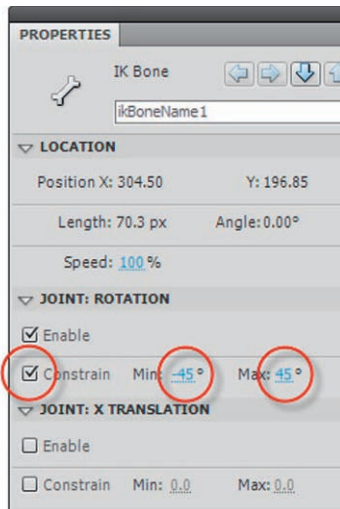 PROPERTIES
IK Bone
ikBoneName1
LOCATION
Position X: 304.50 Y: 196.85
Length: 70.3 px Angle: 0.00°
Speed: 100 %
JOINT: ROTATION
Enable
Constrain Min: -45 ° Max: 45 °
JOINT: X TRANSLATION
Enable
Constrain Min: 0.0 Max: 0.0